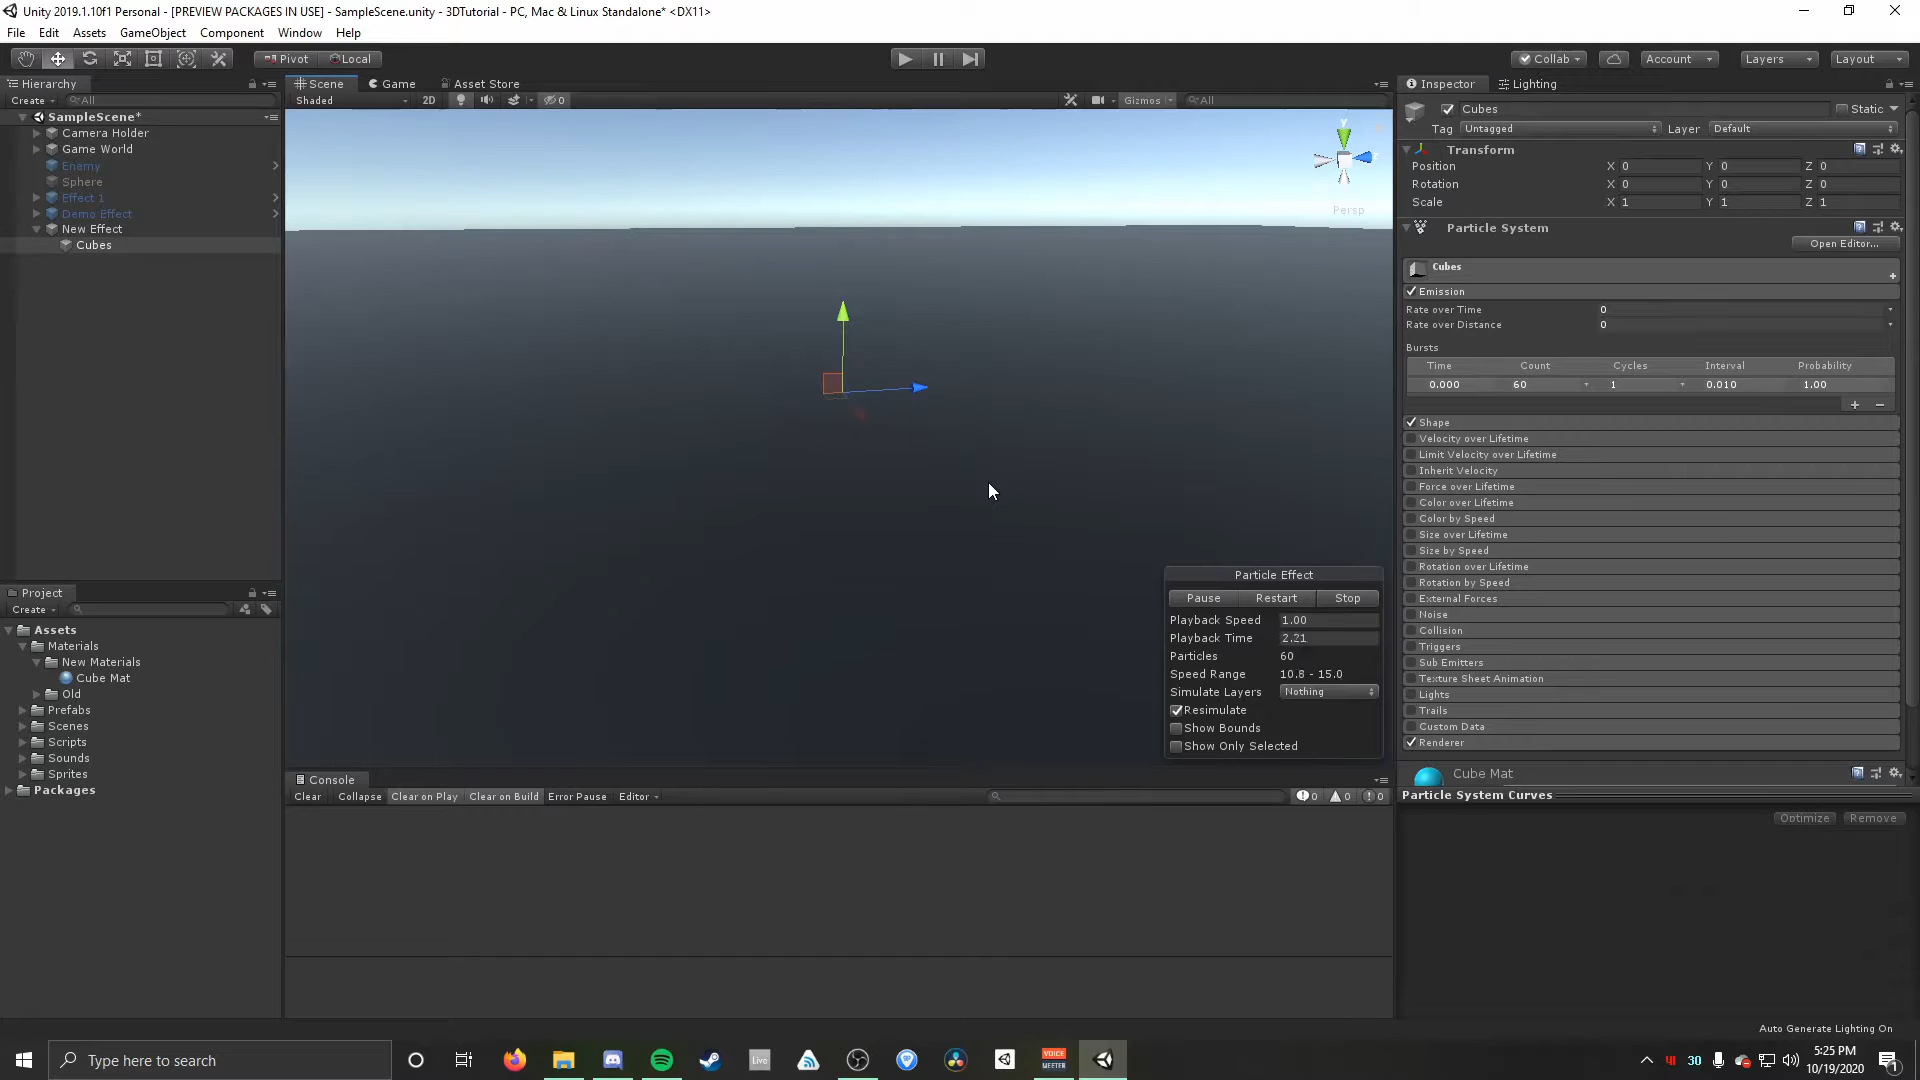 Unity 2019.1.10f1 Personal - [PREVIEW PACKAGES IN USE] - SampleScene.unity - 3DTutorial - PC, Mac & Linux Standalone* <DX11>
File Edit Assets GameObject Component Window Help
Pivot Local Collab Account Layers Layout
Hierarchy Scene Game Asset Store Inspector Lighting
Create All Shaded 2D 0 Gizmos All
SampleScene*
Camera Holder
Game World
Enemy
Sphere
Effect 1
Demo Effect
New Effect
Cubes
y
z
Persp
Cubes Static
Tag Untagged Layer Default
Transform
Position X 0 Y 0 Z 0
Rotation X 0 Y 0 Z 0
Scale X 1 Y 1 Z 1
Particle System
Open Editor...
Cubes
Emission
Rate over Time 0
Rate over Distance 0
Bursts
Time Count Cycles Interval Probability
0.000 60 1 0.010 1.00
Shape
Velocity over Lifetime
Limit Velocity over Lifetime
Inherit Velocity
Force over Lifetime
Color over Lifetime
Color by Speed
Size over Lifetime
Size by Speed
Rotation over Lifetime
Rotation by Speed
External Forces
Noise
Collision
Triggers
Sub Emitters
Texture Sheet Animation
Lights
Trails
Custom Data
Renderer
Cube Mat
Particle System Curves
Optimize Remove
Particle Effect
Pause Restart Stop
Playback Speed 1.00
Playback Time 2.21
Particles 60
Speed Range 10.8 - 15.0
Simulate Layers Nothing
Resimulate
Show Bounds
Show Only Selected
Project
Create
Assets
Materials
New Materials
Cube Mat
Old
Prefabs
Scenes
Scripts
Sounds
Sprites
Packages
Console
Clear Collapse Clear on Play Clear on Build Error Pause Editor 0 0 0
Auto Generate Lighting On
Type here to search
Live
VOICE
MEETER
30
5:25 PM
10/19/2020
1